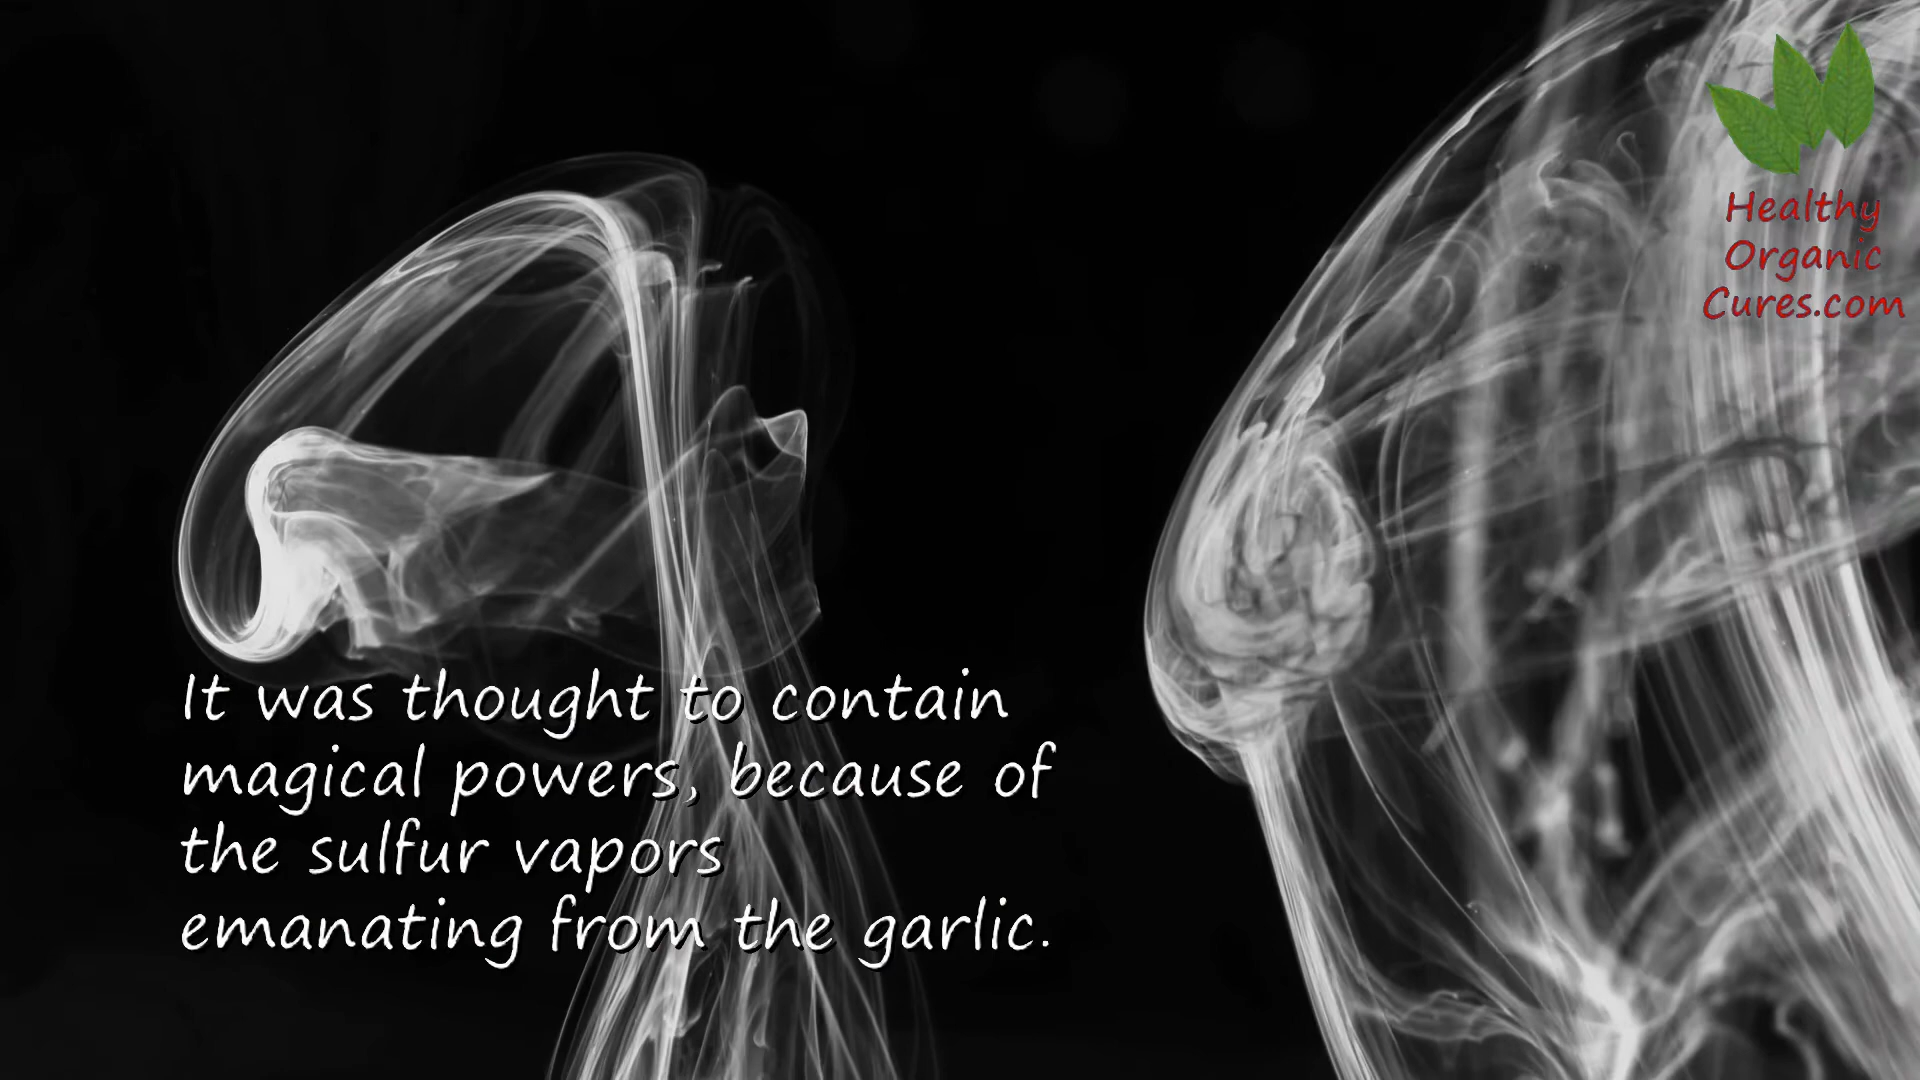 Healthy
Organic
Cures.com
It was thought to contain
magical powers, because of
the sulfur vapors
emanating from the garlic.